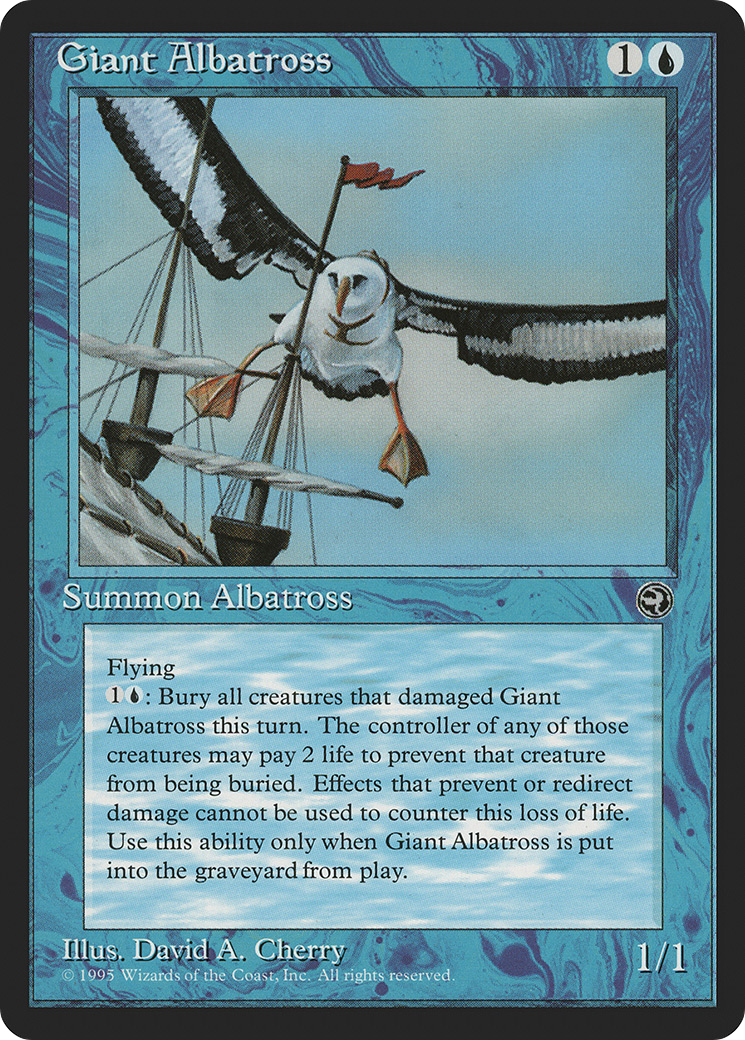 Giant Albatross
1
Summon Albatross
Flying
1 : Bury all creatures that damaged Giant
Albatross this turn. The controller of any of those
creatures may pay 2 life to prevent that creature
from being buried. Effects that prevent or redirect
damage cannot be used to counter this loss of life.
Use this ability only when Giant Albatross is put
into the graveyard from play.
Illus. David A. Cherry
1/1
© 1995 Wizards of the Coast, Inc. All rights reserved.